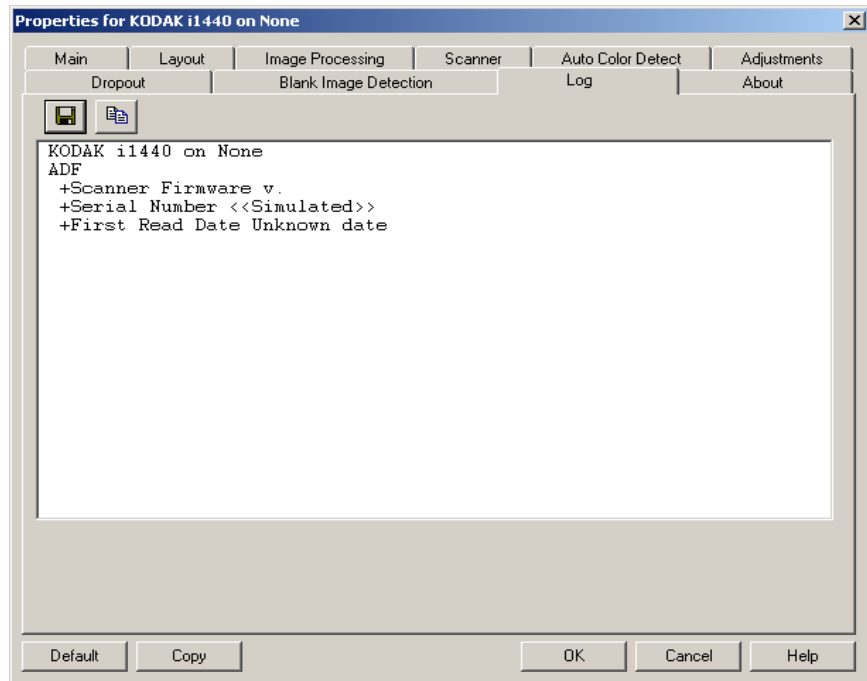 Properties for KODAK i1440 on None
Main Layout Image Processing Scanner Auto Color Detect Adjustments
Dropout Blank Image Detection Log About
KODAK i1440 on None
ADF
+Scanner Firmware v.
+Serial Number <<Simulated>>
+First Read Date Unknown date
Default Copy OK Cancel Help